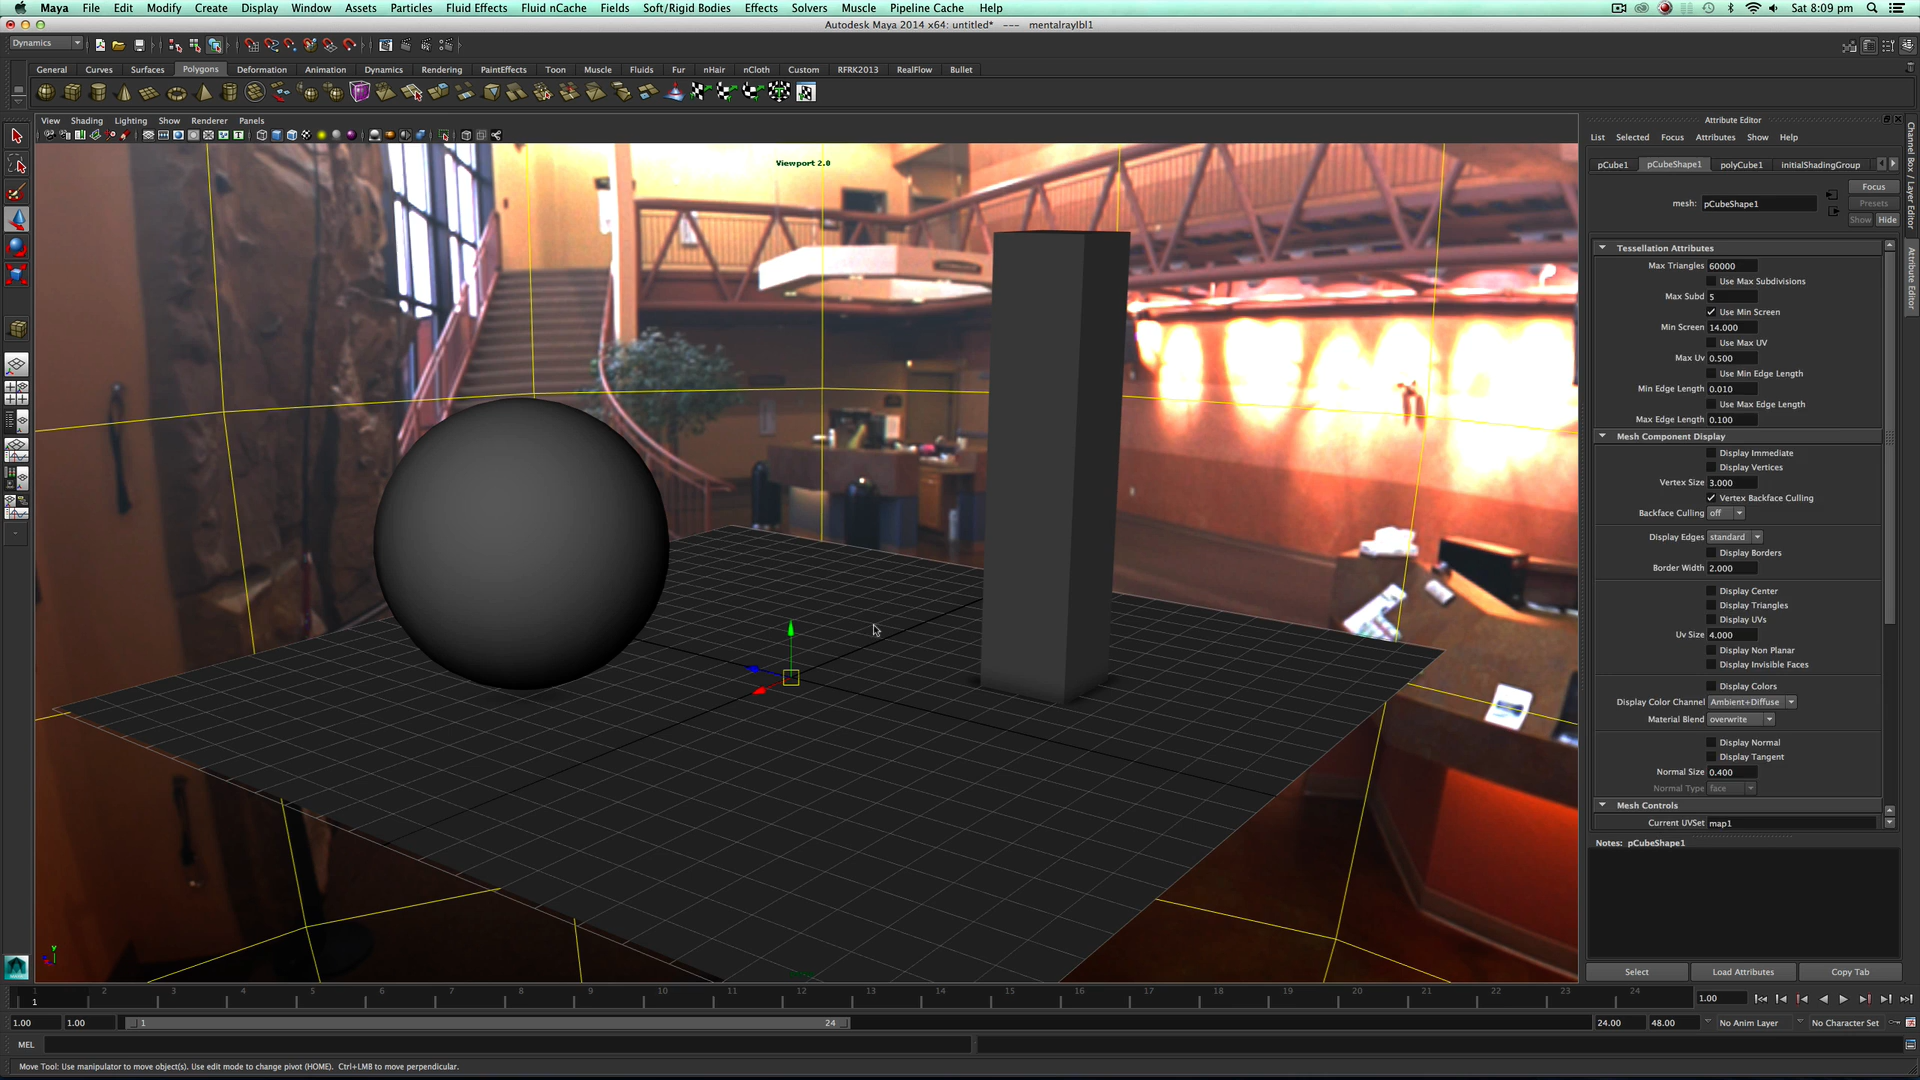 Maya File Edit Modify Create Display Window Assets Particles Fluid Effects Fluid nCache Fields Soft/Rigid Bodies Effects Solvers Muscle Pipeline Cache Help Sat 8:09 pm
Autodesk Maya 2014 x64: untitled* --- mentalraylbl1
Dynamics
General Curves Surfaces Polygons Deformation Animation Dynamics Rendering PaintEffects Toon Muscle Fluids Fur nHair nCloth Custom RFRK2013 RealFlow Bullet
View Shading Lighting Show Renderer Panels
Viewport 2.0
Attribute Editor
List Selected Focus Attributes Show Help
pCube1 pCubeShape1 polyCube1 initialShadingGroup
Focus
mesh: pCubeShape1 Presets
Show Hide
Channel Box / Layer Editor
Attribute Editor
Tessellation Attributes
Max Triangles 60000
Use Max Subdivisions
Max Subd 5
Use Min Screen
Min Screen 14.000
Use Max UV
Max Uv 0.500
Use Min Edge Length
Min Edge Length 0.010
Use Max Edge Length
Max Edge Length 0.100
Mesh Component Display
Display Immediate
Display Vertices
Vertex Size 3.000
Vertex Backface Culling
Backface Culling off
Display Edges standard
Display Borders
Border Width 2.000
Display Center
Display Triangles
Display UVs
Uv Size 4.000
Display Non Planar
Display Invisible Faces
Display Colors
Display Color Channel Ambient+Diffuse
Material Blend overwrite
Display Normal
Display Tangent
Normal Size 0.400
Normal Type face
Mesh Controls
Current UVSet map1
Notes: pCubeShape1
Select Load Attributes Copy Tab
1 2 3 4 5 6 7 8 9 10 11 12 13 14 15 16 17 18 19 20 21 22 23 24
1 1.00
1.00 1.00 1 24 24.00 48.00 No Anim Layer No Character Set
MEL
Move Tool: Use manipulator to move object(s). Use edit mode to change pivot (HOME). Ctrl+LMB to move perpendicular.